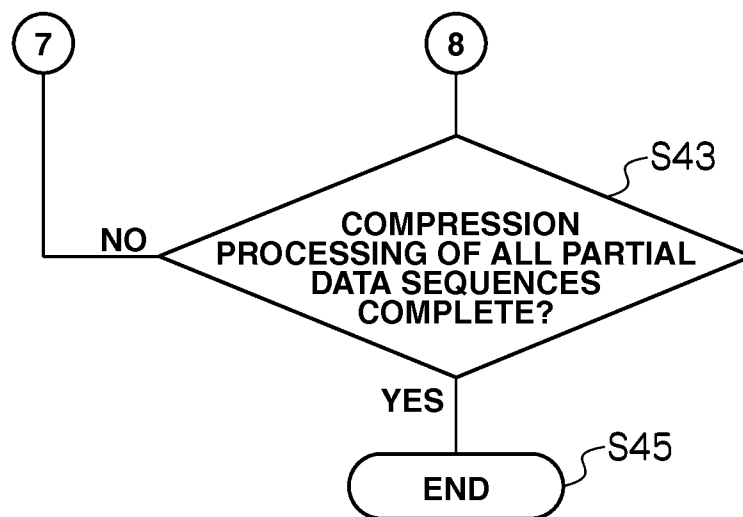 7
8
S43
COMPRESSION
PROCESSING OF ALL PARTIAL
DATA SEQUENCES
COMPLETE?
NO
YES
S45
END